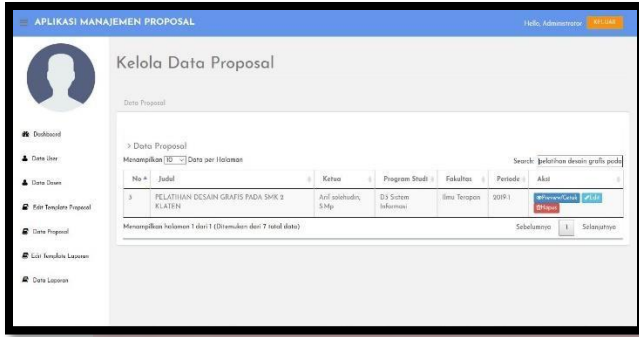 APLIKASI MANAJEMEN PROPOSAL
Hello, Administrator KELUAR
Kelola Data Proposal
Data Proposal
Dashboard
Data User
Data Dosen
Edit Template Proposal
Data Proposal
Edit Template Laporan
Data Laporan
> Data Proposal
Menampilkan 10 Data per Halaman
Search: pelatihan desain grafis pada
No Judul Ketua Program Studi Fakultas Periode Aksi
3 PELATIHAN DESAIN GRAFIS PADA SMK 2 Arif solehudin, D3 Sistem Ilmu Terapan 2019.1 Preview/Cetak Edit
KLATEN S.Mp Informasi Hapus
Menampilkan halaman 1 dari 1 (Ditemukan dari 7 total data)
Sebelumnya 1 Selanjutnya